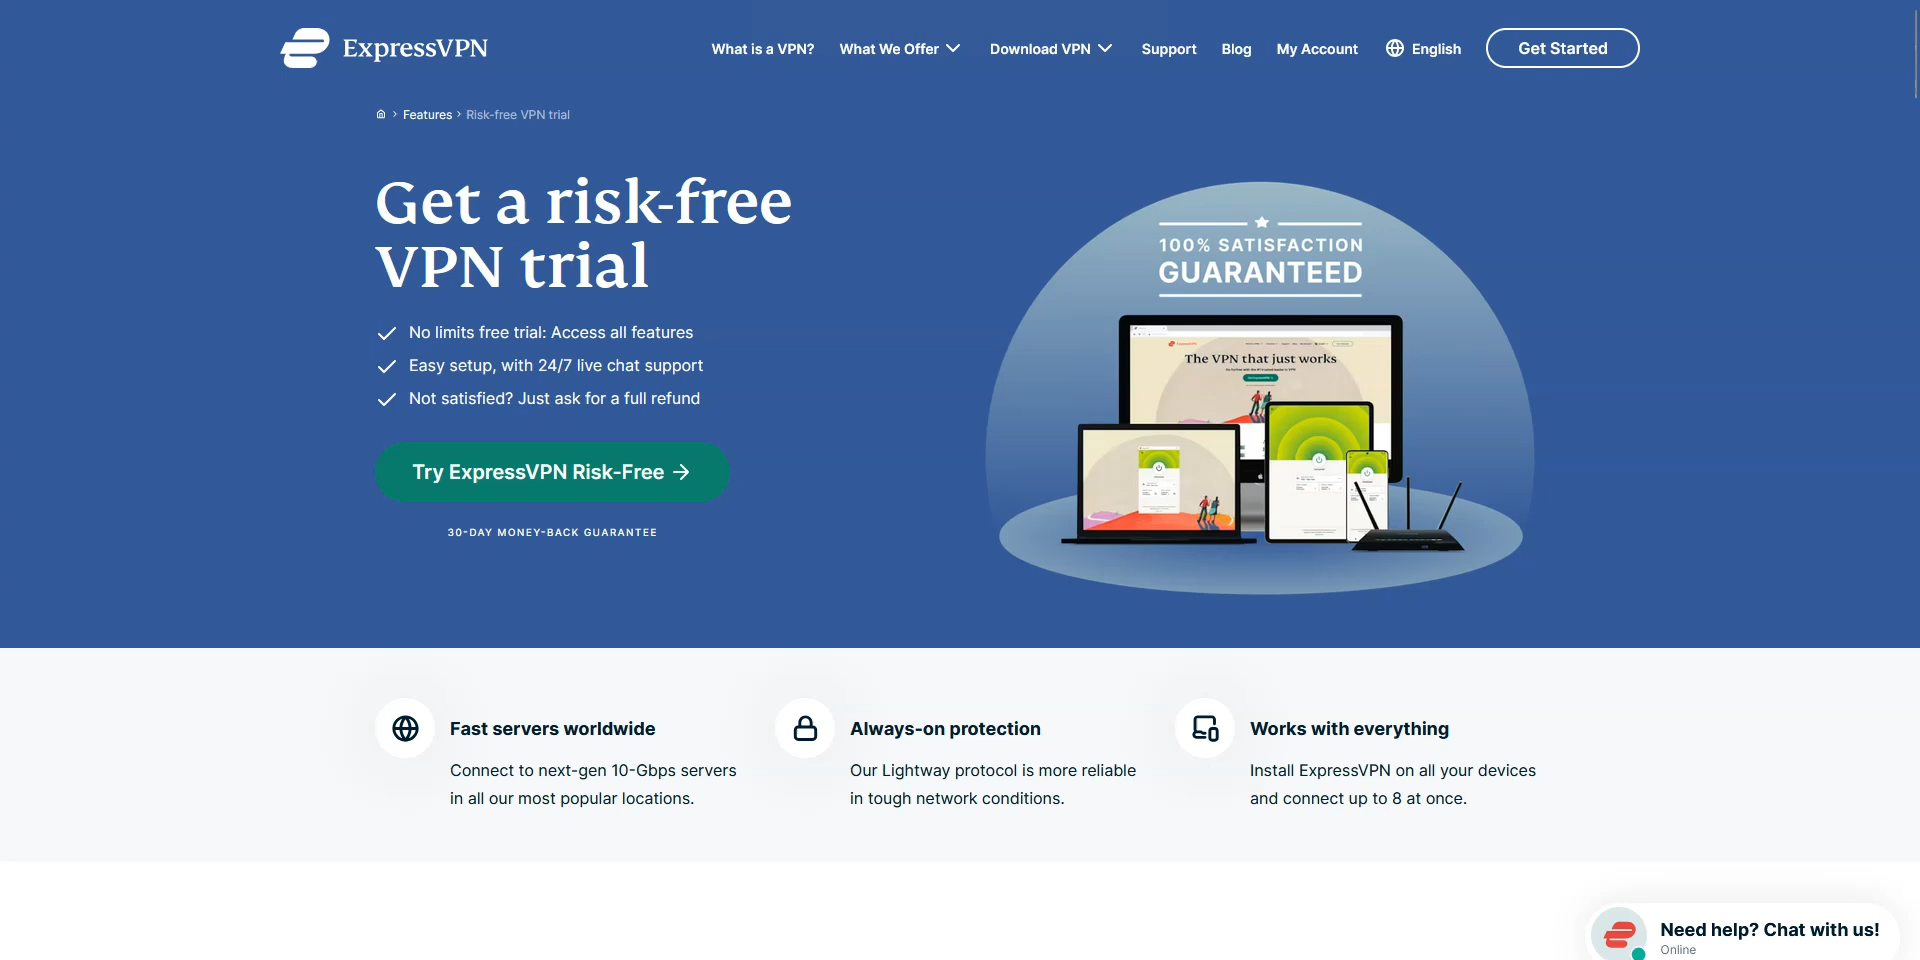 ExpressVPN
What is a VPN? What We Offer Download VPN Support Blog My Account English Get Started
Features Risk-free VPN trial
Get a risk-free
VPN trial
No limits free trial: Access all features
Easy setup, with 24/7 live chat support
Not satisfied? Just ask for a full refund
Try ExpressVPN Risk-Free
30-DAY MONEY-BACK GUARANTEE
100% SATISFACTION
GUARANTEED
The VPN that just works
Fast servers worldwide
Connect to next-gen 10-Gbps servers
in all our most popular locations.
Always-on protection
Our Lightway protocol is more reliable
in tough network conditions.
Works with everything
Install ExpressVPN on all your devices
and connect up to 8 at once.
Need help? Chat with us!
Online